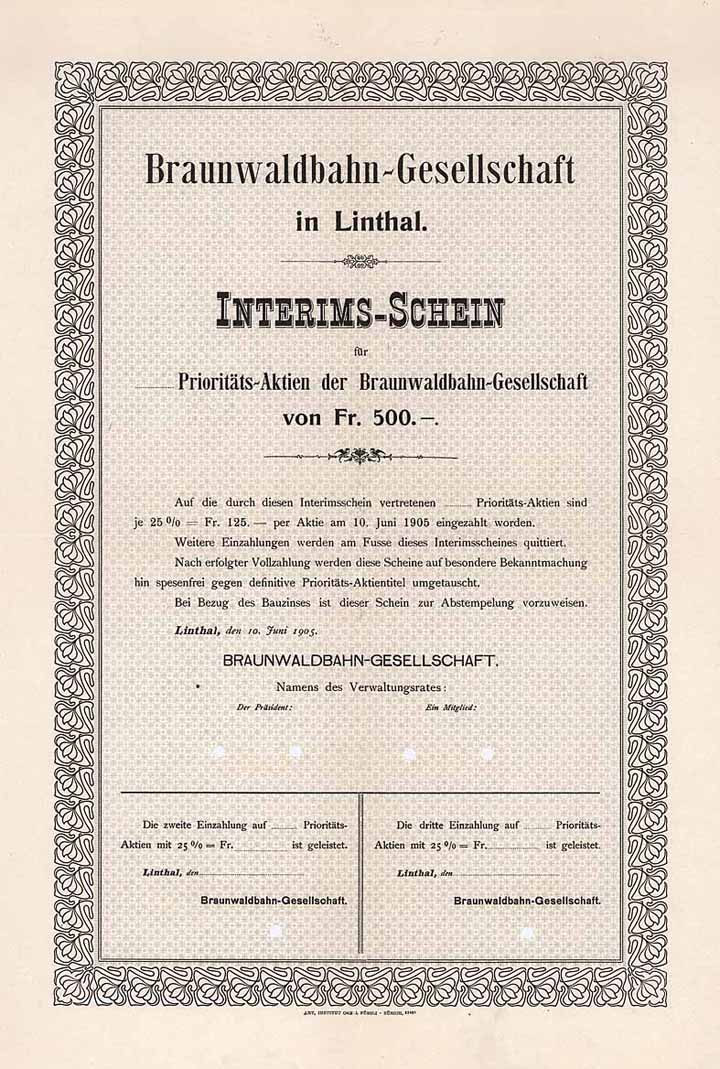 Braunwaldbahn-Gesellschaft
in Linthal.
INTERIMS-SCHEIN
für
Prioritäts-Aktien der Braunwaldbahn-Gesellschaft
von Fr. 500.—.
Auf die durch diesen Interimsschein vertretenen Prioritäts-Aktien sind
je 25 % = Fr. 125. — per Aktie am 10. Juni 1905 eingezahlt worden.
Weitere Einzahlungen werden am Fusse dieses Interimsscheines quittiert.
Nach erfolgter Vollzahlung werden diese Scheine auf besondere Bekanntmachung
hin spesenfrei gegen definitive Prioritäts-Aktientitel umgetauscht.
Bei Bezug des Bauzinses ist dieser Schein zur Abstempelung vorzuweisen.
Linthal, den 10. Juni 1905.
BRAUNWALDBAHN-GESELLSCHAFT.
Namens des Verwaltungsrates:
Der Präsident: Ein Mitglied:
Die zweite Einzahlung auf Prioritäts-
Aktien mit 25 % = Fr. ist geleistet.
Linthal, den
Braunwaldbahn-Gesellschaft.
Die dritte Einzahlung auf Prioritäts-
Aktien mit 25 % = Fr. ist geleistet.
Linthal, den
Braunwaldbahn-Gesellschaft.
ART. INSTITUT ORELL FÜSSLI - ZÜRICH,